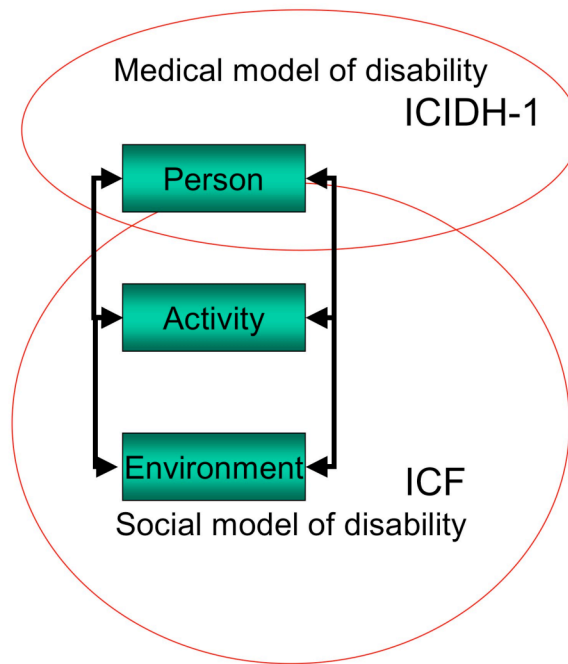 Medical model of disability
ICIDH-1
Person
Activity
Environment
ICF
Social model of disability